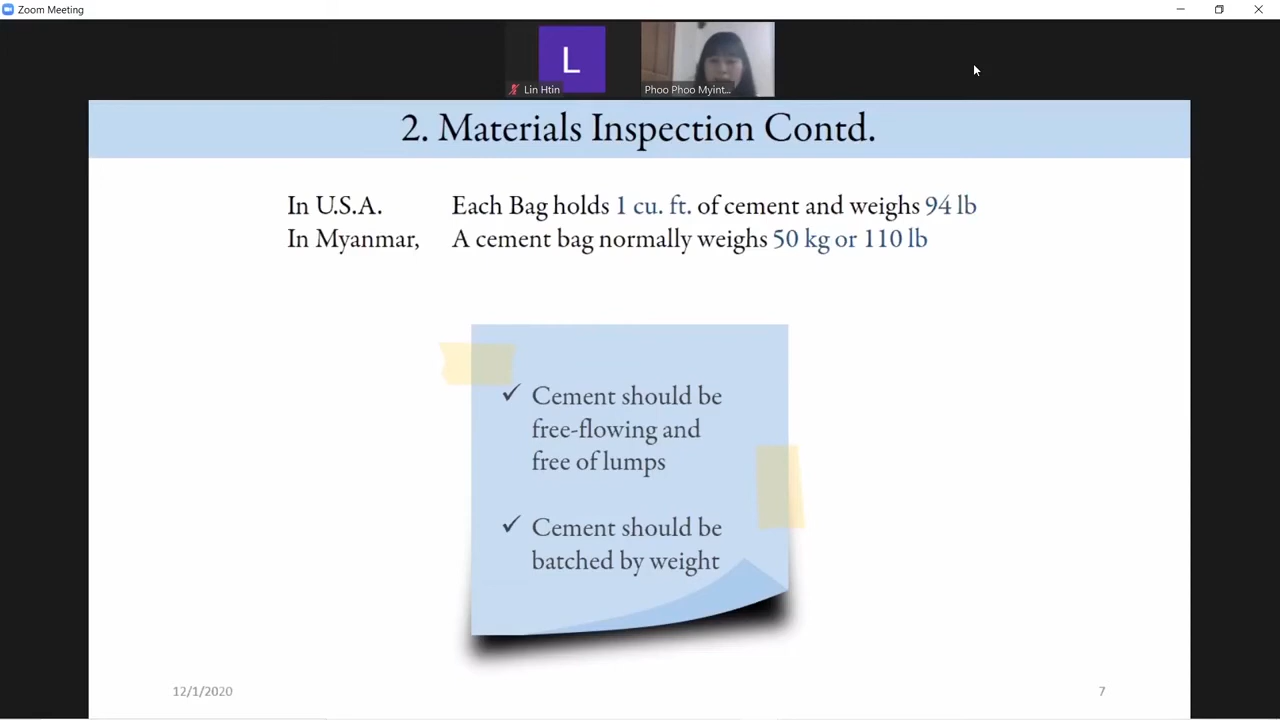 Zoom Meeting
L
Lin Htin
Phoo Phoo Myint...
2. Materials Inspection Contd.
In U.S.A. Each Bag holds 1 cu. ft. of cement and weighs 94 lb
In Myanmar, A cement bag normally weighs 50 kg or 110 lb
✓ Cement should be
free-flowing and
free of lumps
✓ Cement should be
batched by weight
12/1/2020
7